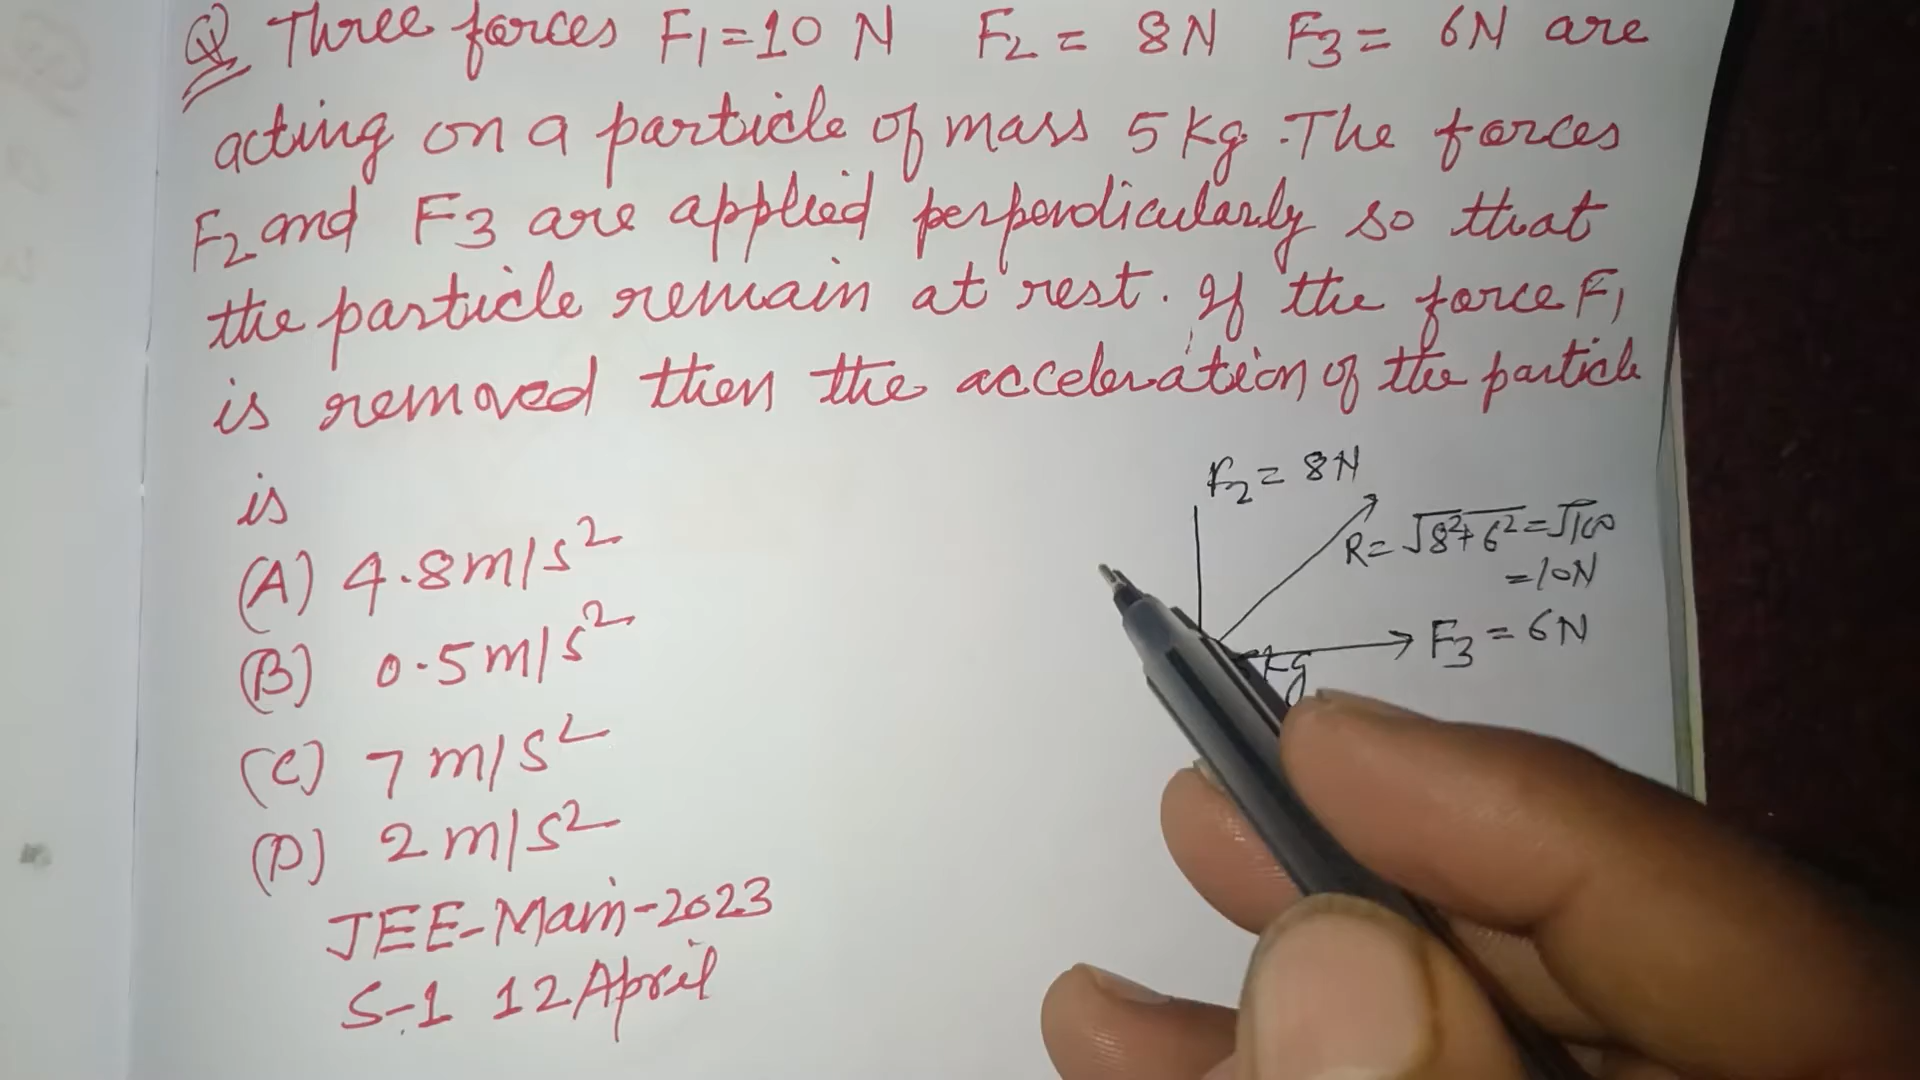 Q Three forces F1=10 N F2 = 8N F3 = 6N are
acting on a particle of mass 5 kg. The forces
F2 and F3 are applied perpendicularly so that
the particle remain at rest. If the force F1
is removed then the acceleration of the particle
is
(A) 4.8m/s²
(B) 0.5m/s²
(C) 7 m/s²
(D) 2 m/s²
JEE-Main-2023
S-1 12 April
F2 = 8N
R = √8²+6² = √100
=10N
F3 = 6N
kg